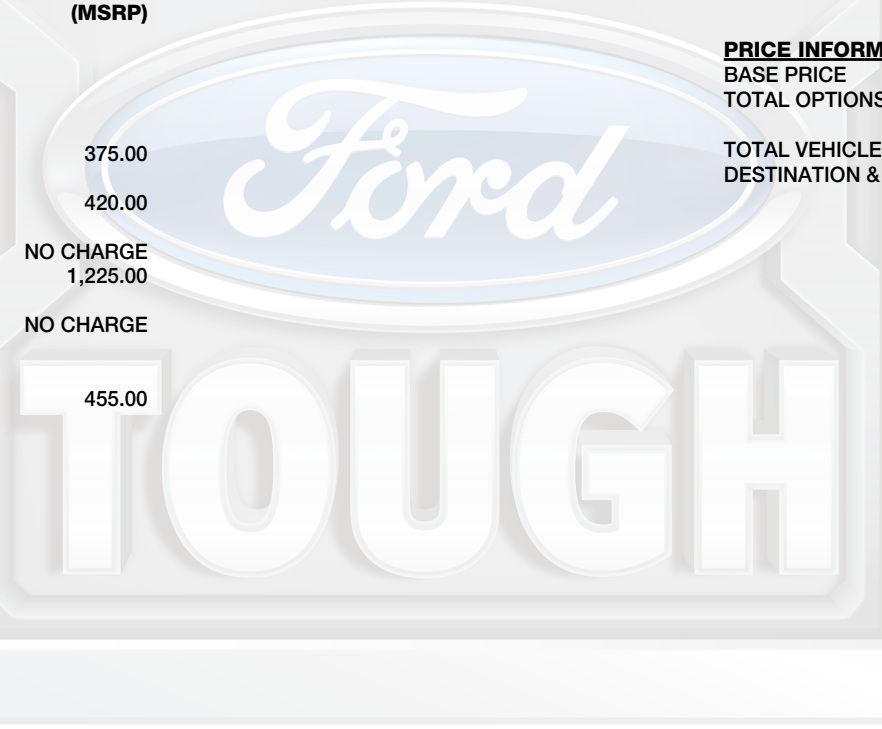 (MSRP)
375.00
420.00
NO CHARGE
1,225.00
NO CHARGE
455.00
PRICE INFORM
BASE PRICE
TOTAL OPTIONS
TOTAL VEHICLE
DESTINATION &
Ford
TOUGH